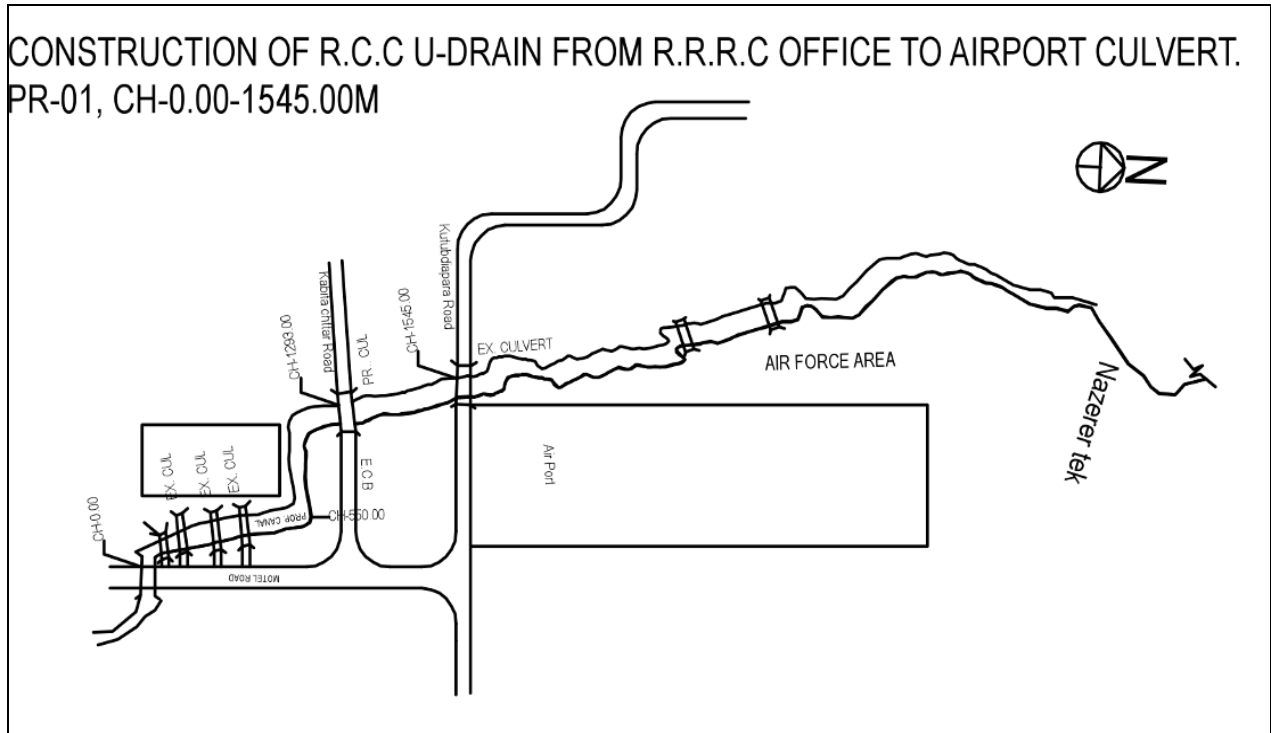 CONSTRUCTION OF R.C.C U-DRAIN FROM R.R.R.C OFFICE TO AIRPORT CULVERT.
PR-01, CH-0.00-1545.00M
N
Kutubdiapara Road
Kabita chttar Road
CH-1545.00
CH-1293.00
EX. CULVERT
PR.. CUL
AIR FORCE AREA
Nazerer tek
Air Port
E.C.B
EX. CUL
EX. CUL
EX. CUL
CH-0.00
PROP CANAL
CH-550.00
MOTEL ROAD